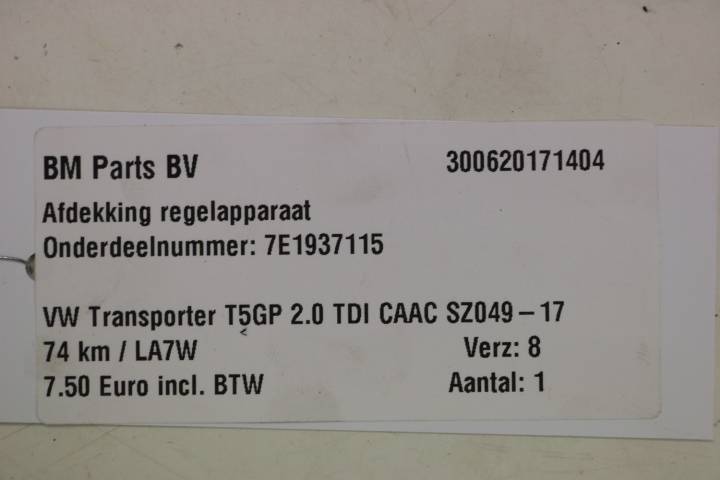 BM Parts BV 300620171404
Afdekking regelapparaat
Onderdeelnummer: 7E1937115
VW Transporter T5GP 2.0 TDI CAAC SZ049-17
74 km / LA7W Verz: 8
7.50 Euro incl. BTW Aantal: 1